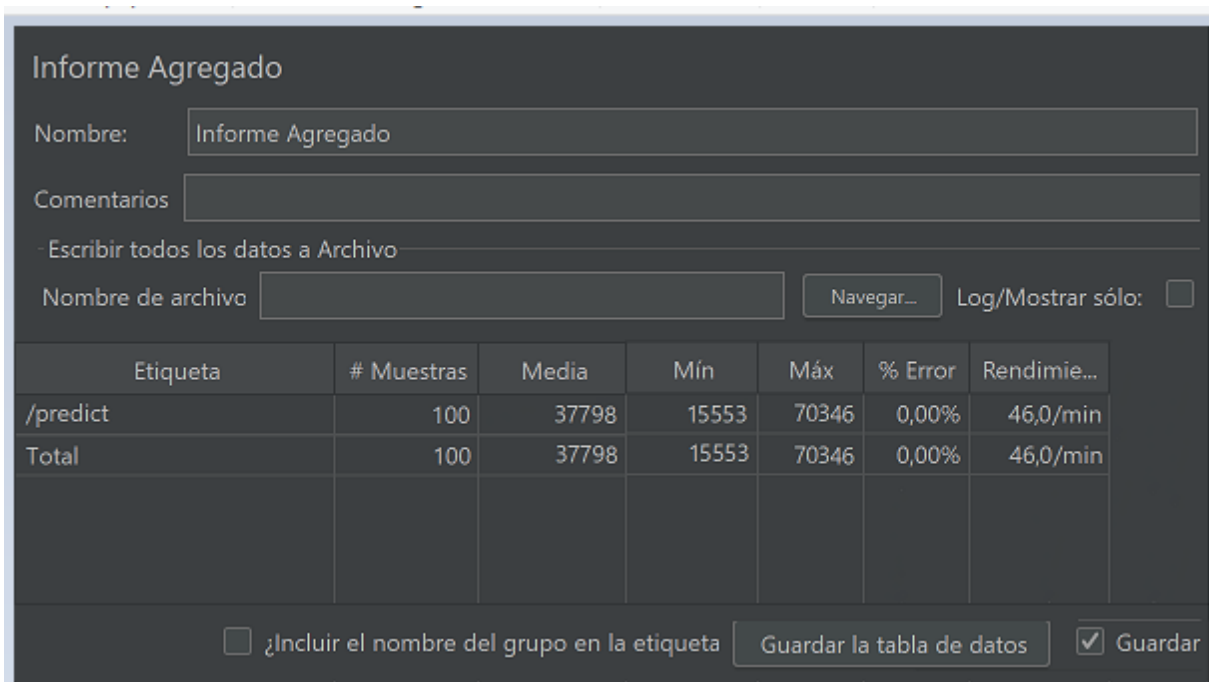 Informe Agregado
Nombre: Informe Agregado
Comentarios
Escribir todos los datos a Archivo
Nombre de archivo Navegar... Log/Mostrar sólo:
Etiqueta # Muestras Media Mín Máx % Error Rendimie...
/predict 100 37798 15553 70346 0,00% 46,0/min
Total 100 37798 15553 70346 0,00% 46,0/min
¿Incluir el nombre del grupo en la etiqueta Guardar la tabla de datos Guardar